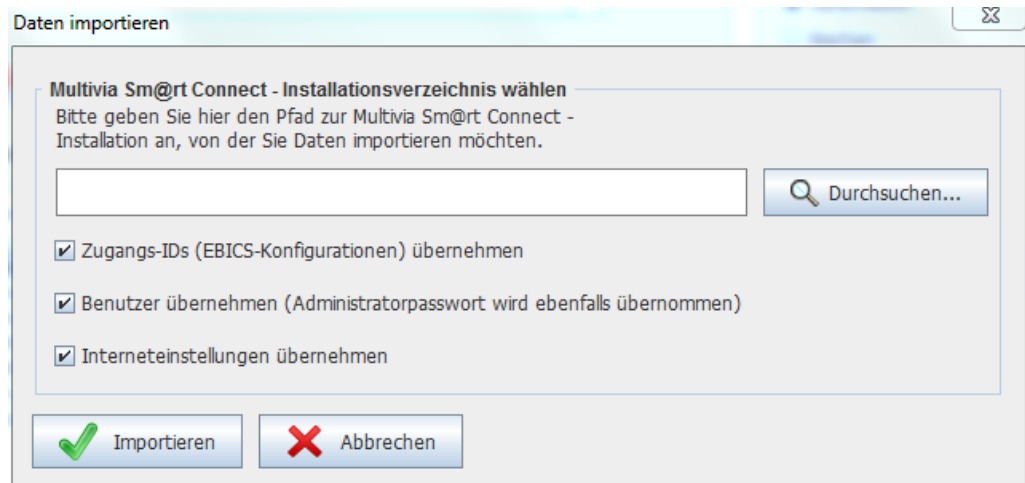 Daten importieren
Multivia Sm@rt Connect - Installationsverzeichnis wählen
Bitte geben Sie hier den Pfad zur Multivia Sm@rt Connect -
Installation an, von der Sie Daten importieren möchten.
Durchsuchen...
Zugangs-IDs (EBICS-Konfigurationen) übernehmen
Benutzer übernehmen (Administratorpasswort wird ebenfalls übernommen)
Interneteinstellungen übernehmen
Importieren
Abbrechen